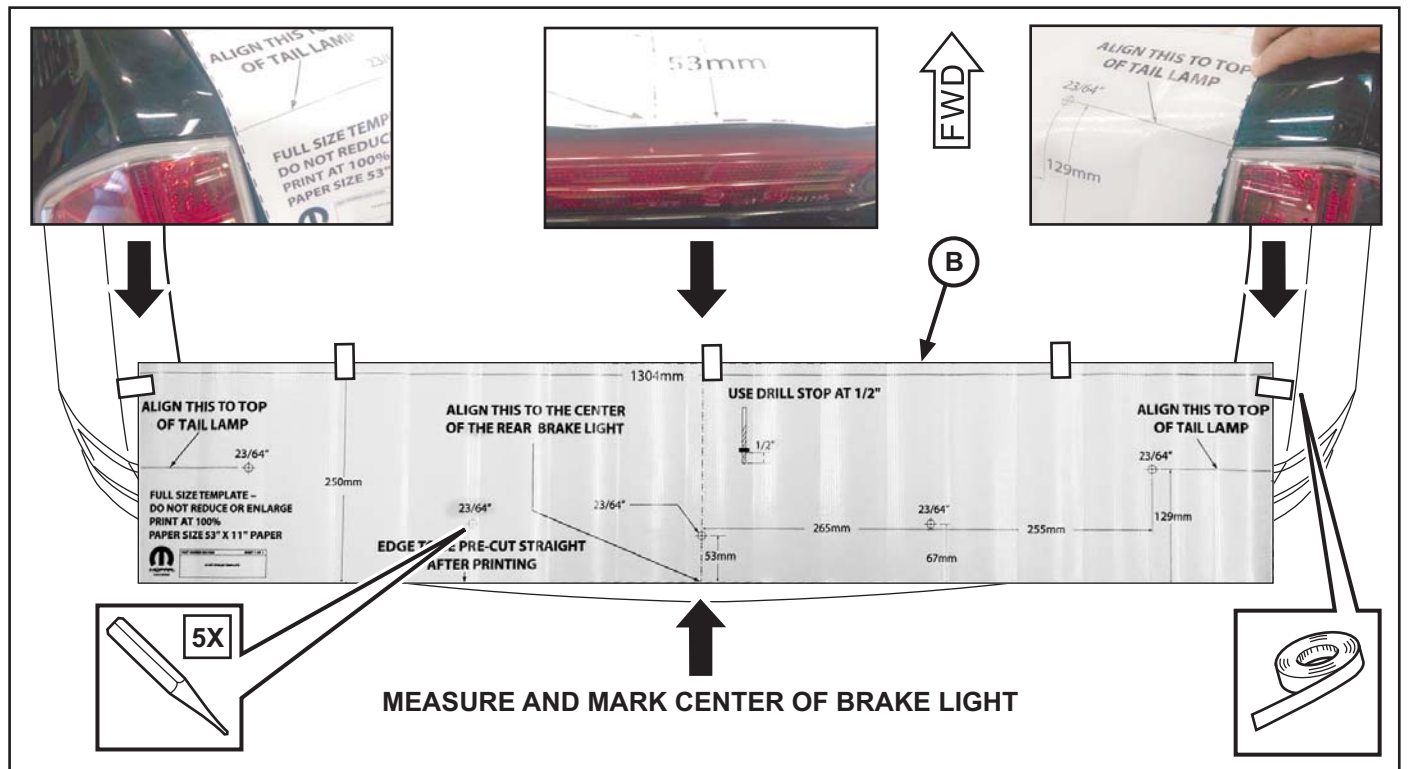 ALIGN THIS TO TOP
OF TAIL LAMP
FULL SIZE TEMP
DO NOT REDUC
PRINT AT 100%
PAPER SIZE 53"
53mm
FWD
ALIGN THIS TO TOP
OF TAIL LAMP
23/64"
129mm
B
1304mm
ALIGN THIS TO TOP
OF TAIL LAMP
23/64"
250mm
FULL SIZE TEMPLATE –
DO NOT REDUCE OR ENLARGE
PRINT AT 100%
PAPER SIZE 53" X 11" PAPER
MOPAR
ALIGN THIS TO THE CENTER
OF THE REAR BRAKE LIGHT
23/64"
23/64"
EDGE TO BE PRE-CUT STRAIGHT
AFTER PRINTING
USE DRILL STOP AT 1/2"
1/2"
265mm
23/64"
255mm
53mm
67mm
ALIGN THIS TO TOP
OF TAIL LAMP
23/64"
129mm
5X
MEASURE AND MARK CENTER OF BRAKE LIGHT